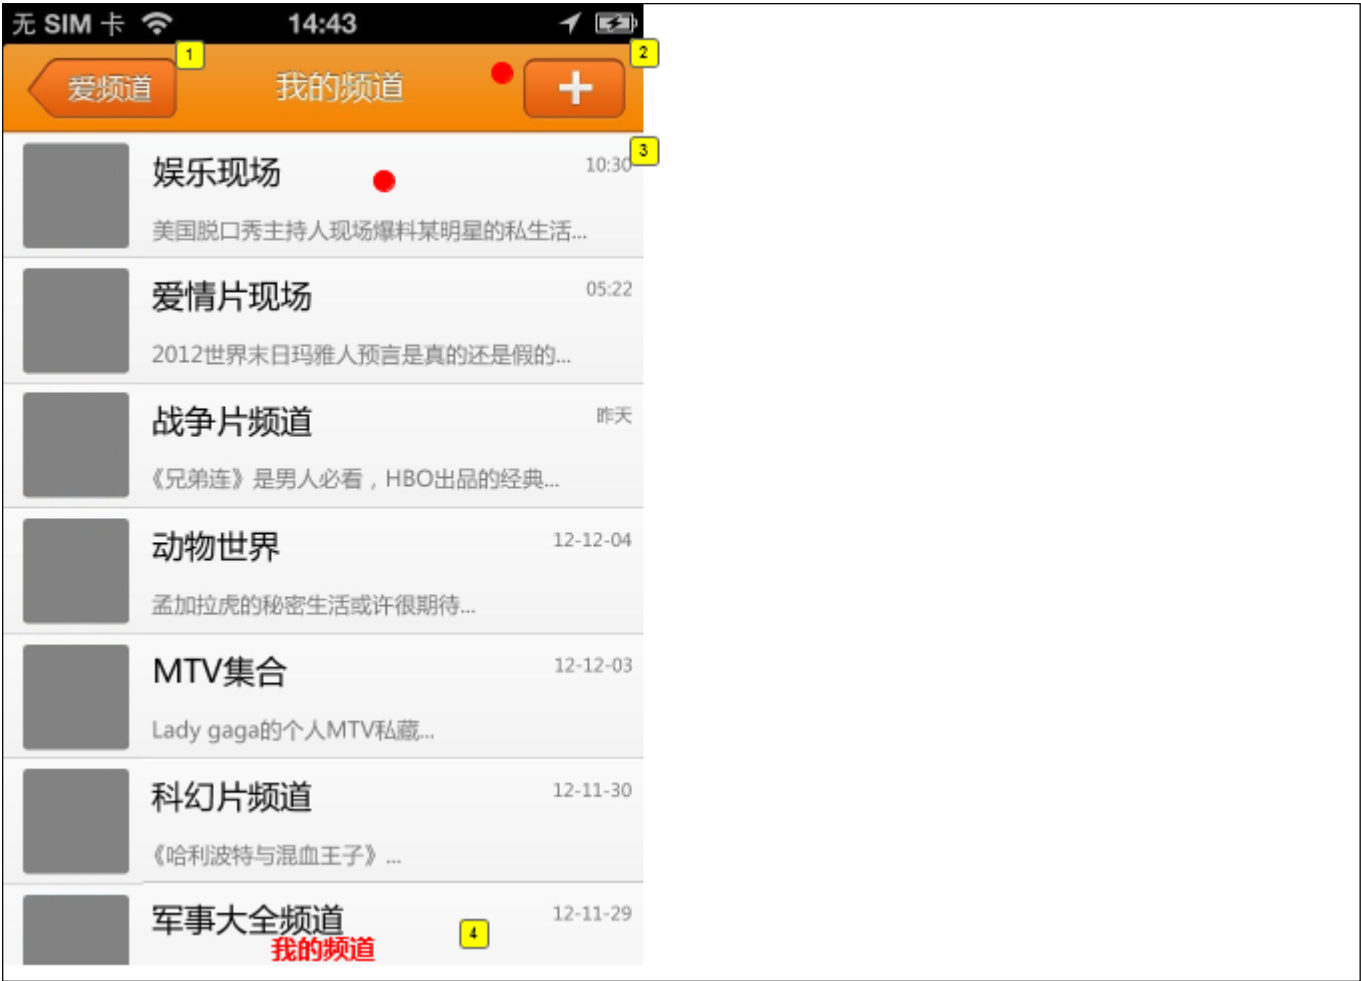 无 SIM 卡 14:43
1
2
爱频道 我的频道
3
娱乐现场 10:30
美国脱口秀主持人现场爆料某明星的私生活...
爱情片现场 05:22
2012世界末日玛雅人预言是真的还是假的...
战争片频道 昨天
《兄弟连》是男人必看，HBO出品的经典...
动物世界 12-12-04
孟加拉虎的秘密生活或许很期待...
MTV集合 12-12-03
Lady gaga的个人MTV私藏...
科幻片频道 12-11-30
《哈利波特与混血王子》...
军事大全频道 12-11-29
4
我的频道